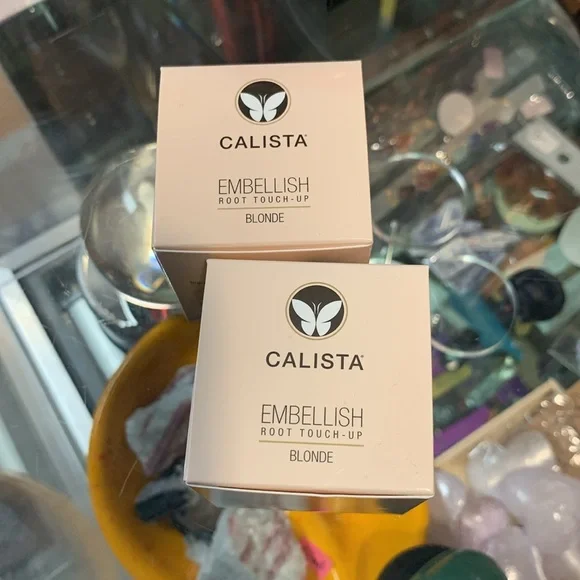 CALISTA
EMBELLISH
ROOT TOUCH-UP
BLONDE
CALISTA
EMBELLISH
ROOT TOUCH-UP
BLONDE